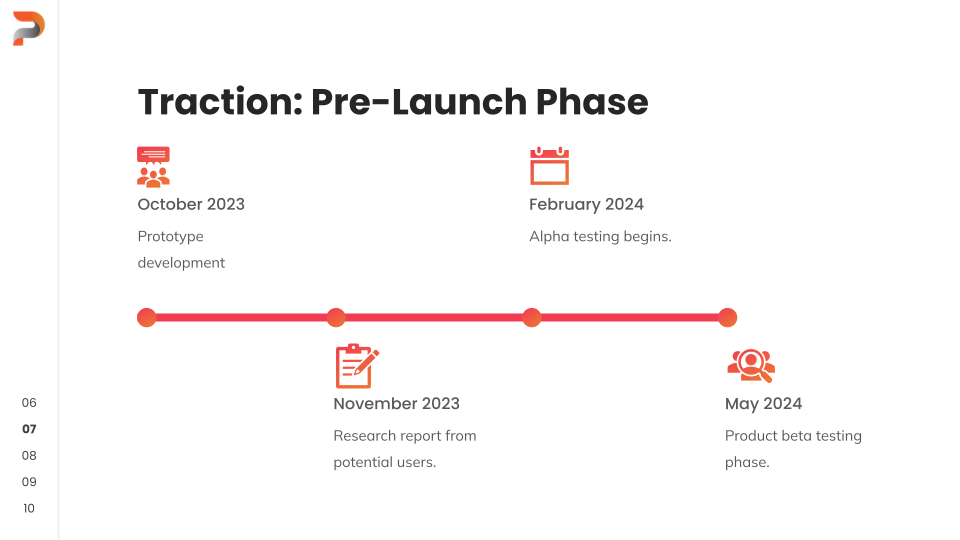 Traction: Pre-Launch Phase
October 2023
Prototype
development
February 2024
Alpha testing begins.
November 2023
Research report from
potential users.
May 2024
Product beta testing
phase.
06
07
08
09
10